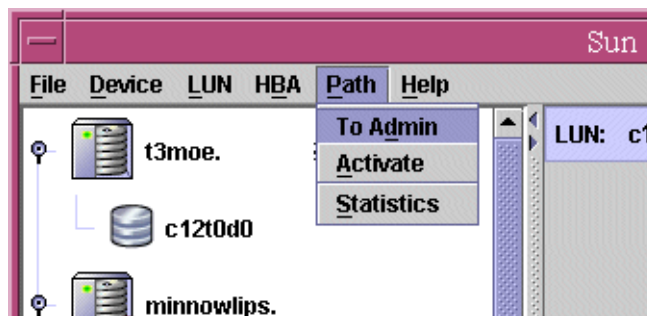 Sun
File Device LUN HBA Path Help
To Admin
t3moe.
LUN:
Activate
Statistics
c12t0d0
minnowlips.